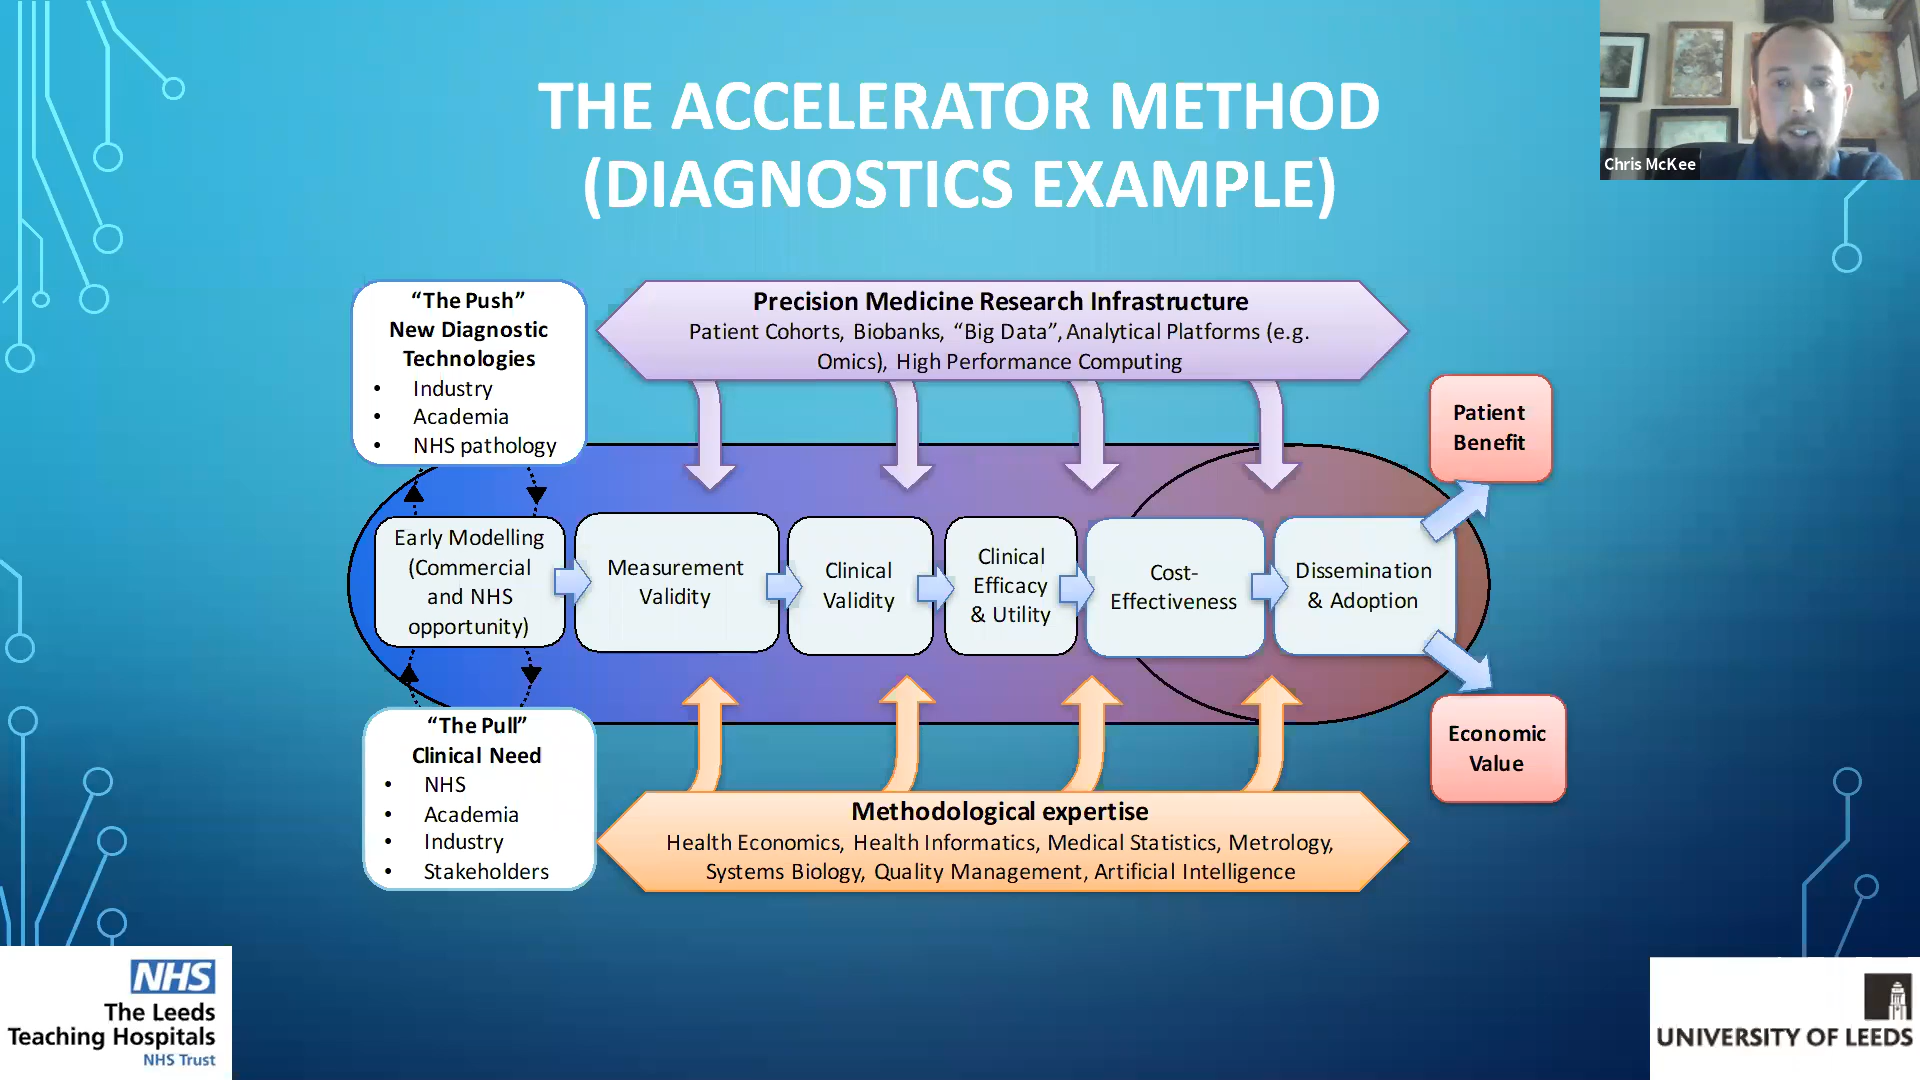 THE ACCELERATOR METHOD
(DIAGNOSTICS EXAMPLE)
Chris McKee
“The Push”
New Diagnostic
Technologies
• Industry
• Academia
• NHS pathology
Precision Medicine Research Infrastructure
Patient Cohorts, Biobanks, “Big Data”, Analytical Platforms (e.g.
Omics), High Performance Computing
Patient
Benefit
Early Modelling
(Commercial
and NHS
opportunity)
Measurement
Validity
Clinical
Validity
Clinical
Efficacy
& Utility
Cost-
Effectiveness
Dissemination
& Adoption
“The Pull”
Clinical Need
• NHS
• Academia
• Industry
• Stakeholders
Economic
Value
Methodological expertise
Health Economics, Health Informatics, Medical Statistics, Metrology,
Systems Biology, Quality Management, Artificial Intelligence
NHS
The Leeds
Teaching Hospitals
NHS Trust
UNIVERSITY OF LEEDS